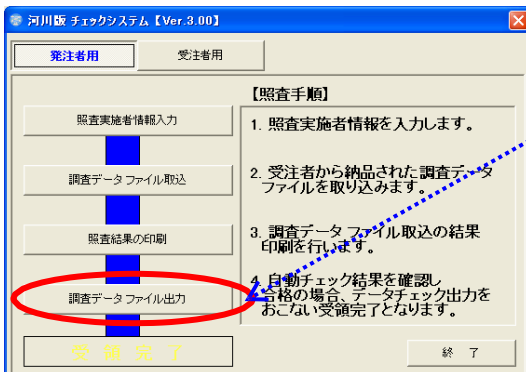 河川版 チェックシステム【Ver.3.00】
発注者用
受注者用
照査実施者情報入力
調査データファイル取込
照査結果の印刷
調査データファイル出力
受 領 完 了
【照査手順】
1. 照査実施者情報を入力します。
2. 受注者から納品された調査データ
ファイルを取り込みます。
3. 調査データファイル取込の結果
印刷を行います。
4. 自動チェック結果を確認し
合格の場合、データチェック出力を
おこない受領完了となります。
終 了